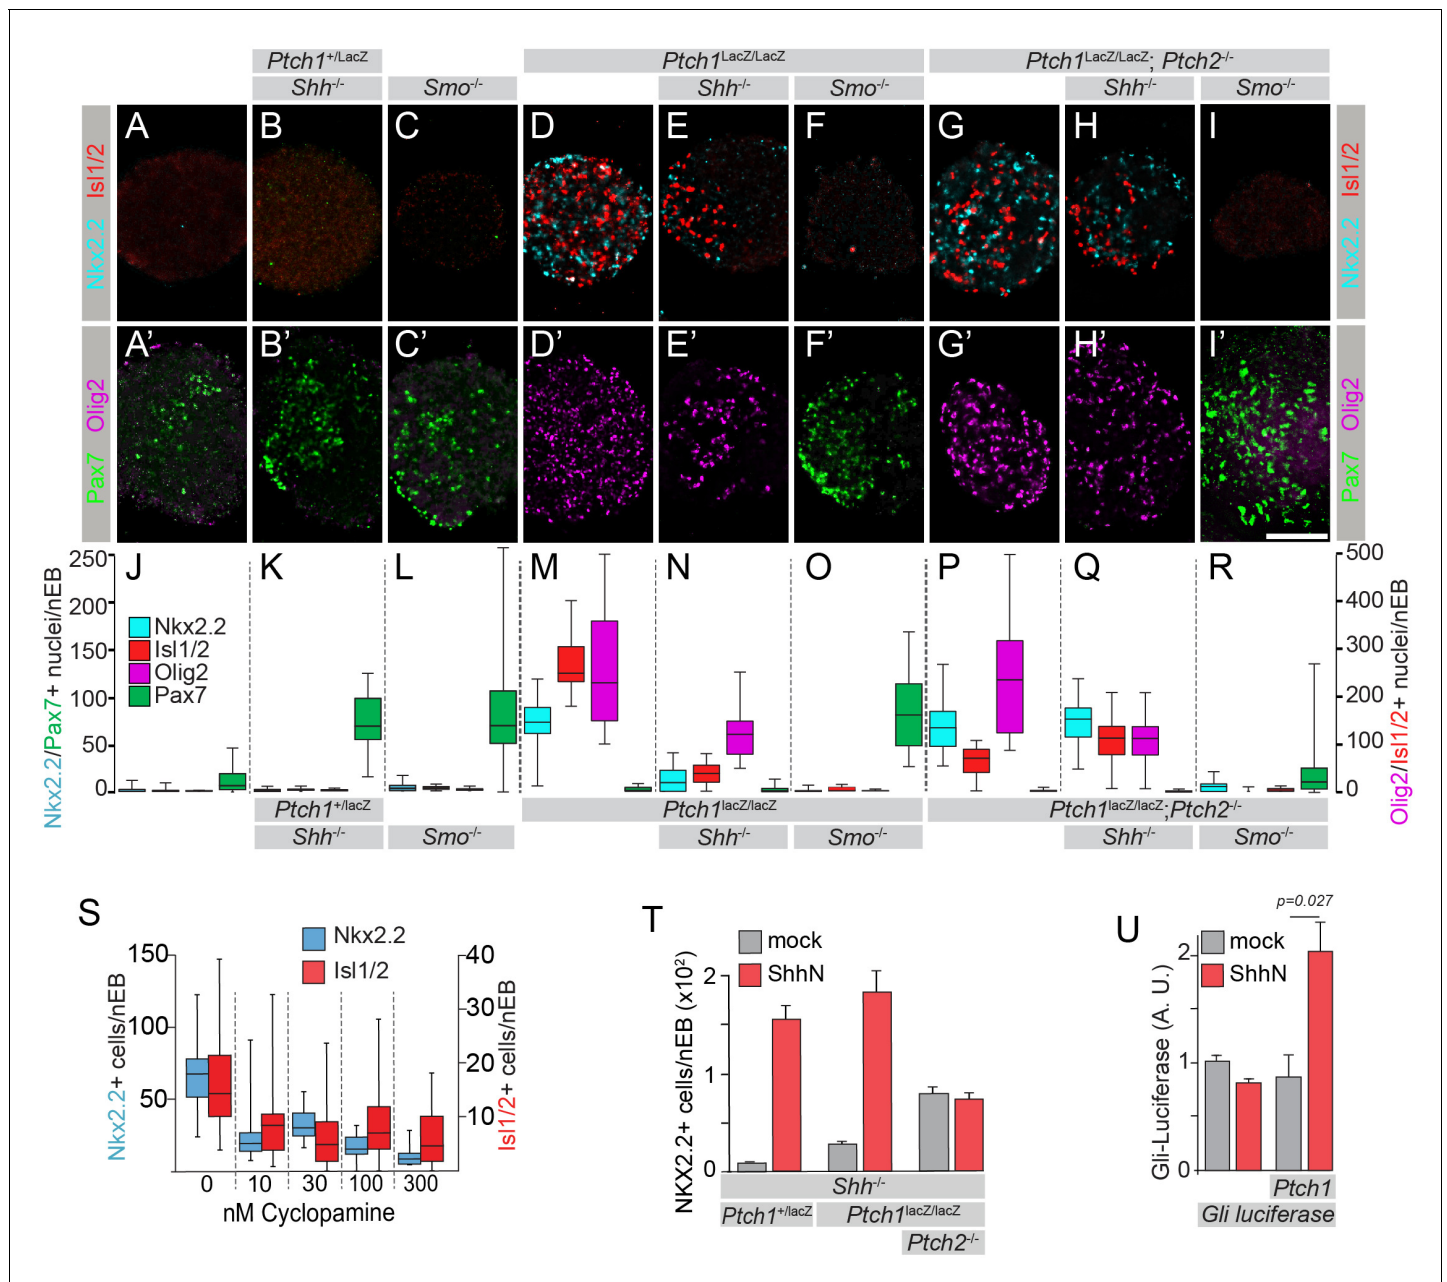 Ptch1+/LacZ
Ptch1LacZ/LacZ
Ptch1LacZ/LacZ; Ptch2-/-
Shh-/-
Smo-/-
Shh-/-
Smo-/-
Shh-/-
Smo-/-
Nkx2.2 Isl1/2
A
B
C
D
E
F
G
H
I
Nkx2.2 Isl1/2
Pax7 Olig2
A’
B’
C’
D’
E’
F’
G’
H’
I’
Pax7 Olig2
Nkx2.2/Pax7+ nuclei/nEB
250
200
150
100
50
0
J
K
L
M
N
O
P
Q
R
Nkx2.2
Isl1/2
Olig2
Pax7
500
400
300
200
100
0
Olig2/Isl1/2+ nuclei/nEB
Ptch1+/lacZ
Ptch1lacZ/lacZ
Ptch1lacZ/lacZ;Ptch2-/-
Shh-/-
Smo-/-
Shh-/-
Smo-/-
Shh-/-
Smo-/-
S
Nkx2.2
Isl1/2
Nkx2.2+ cells/nEB
150
100
50
40
30
20
10
Isl1/2+ cells/nEB
0 10 30 100 300
nM Cyclopamine
T
mock
ShhN
NKX2.2+ cells/nEB (x102)
2
1
0
Shh-/-
Ptch1+/lacZ
Ptch1lacZ/lacZ
Ptch2-/-
U
p=0.027
mock
ShhN
Gli-Luciferase (A. U.)
2
1
0
Ptch1
Gli luciferase